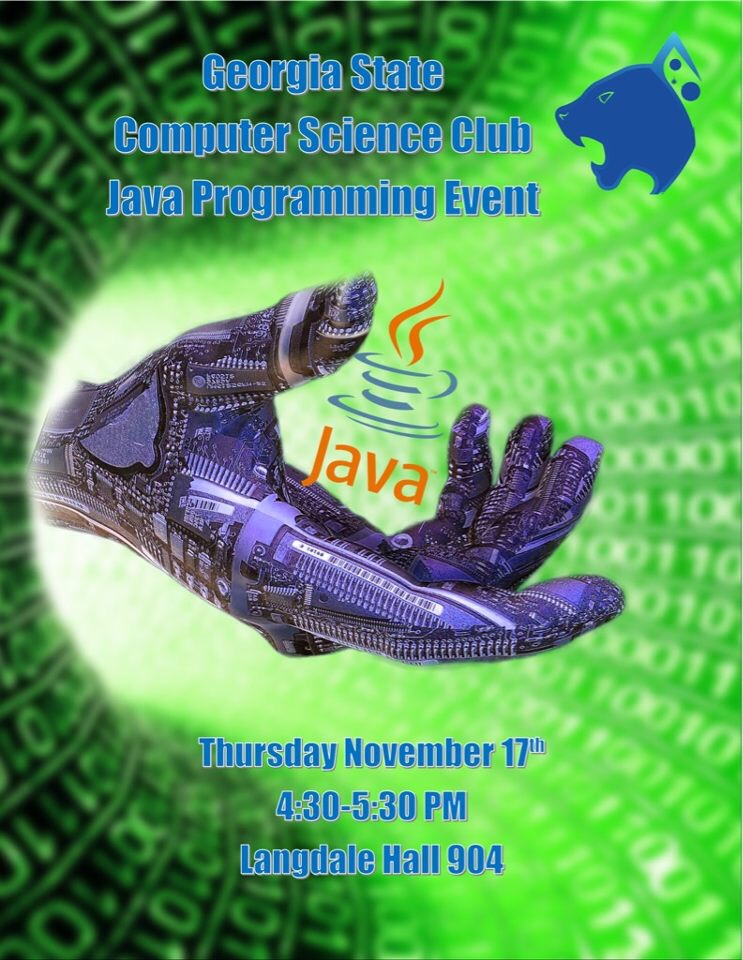 Georgia State
Computer Science Club
Java Programming Event
Java™
Thursday November 17th
4:30-5:30 PM
Langdale Hall 904